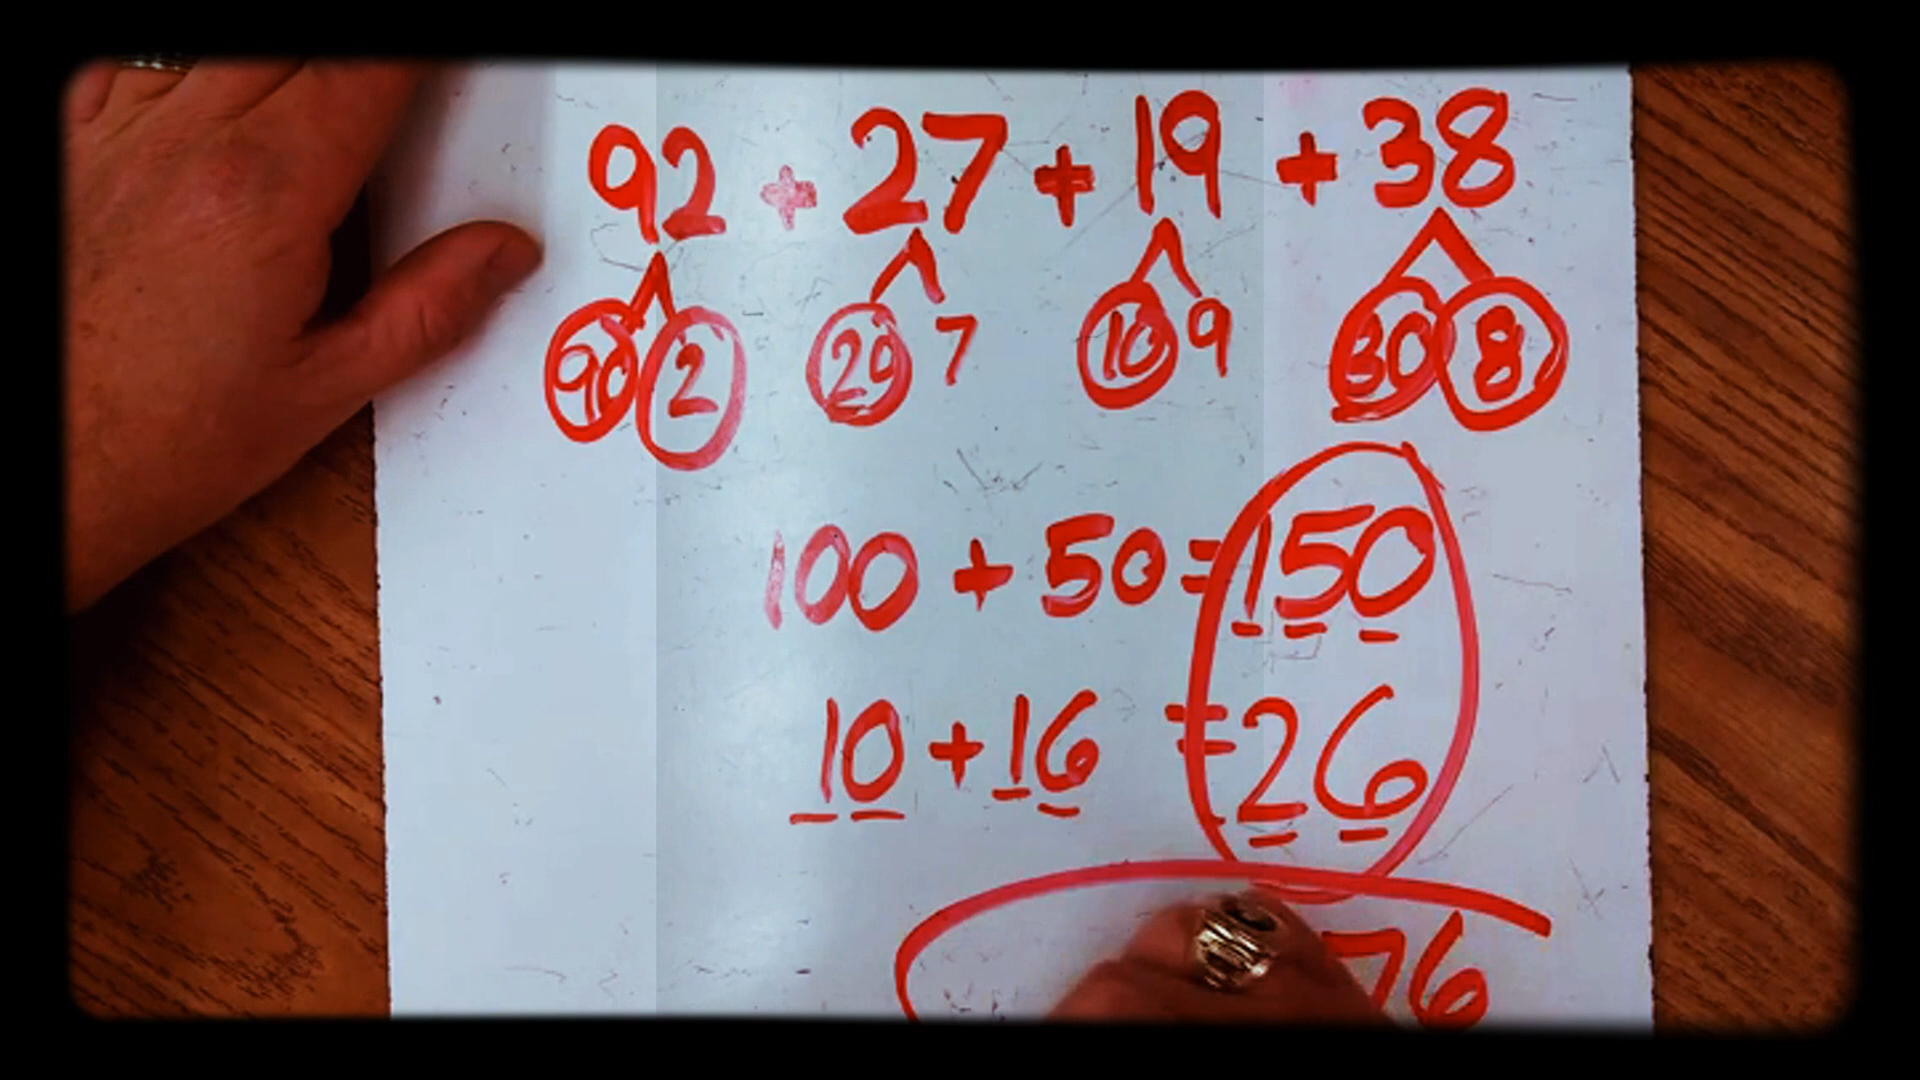 92 + 27 + 19 + 38
90 2 20 7 10 9 30 8
100 + 50 = 150
10 + 16 = 26
76